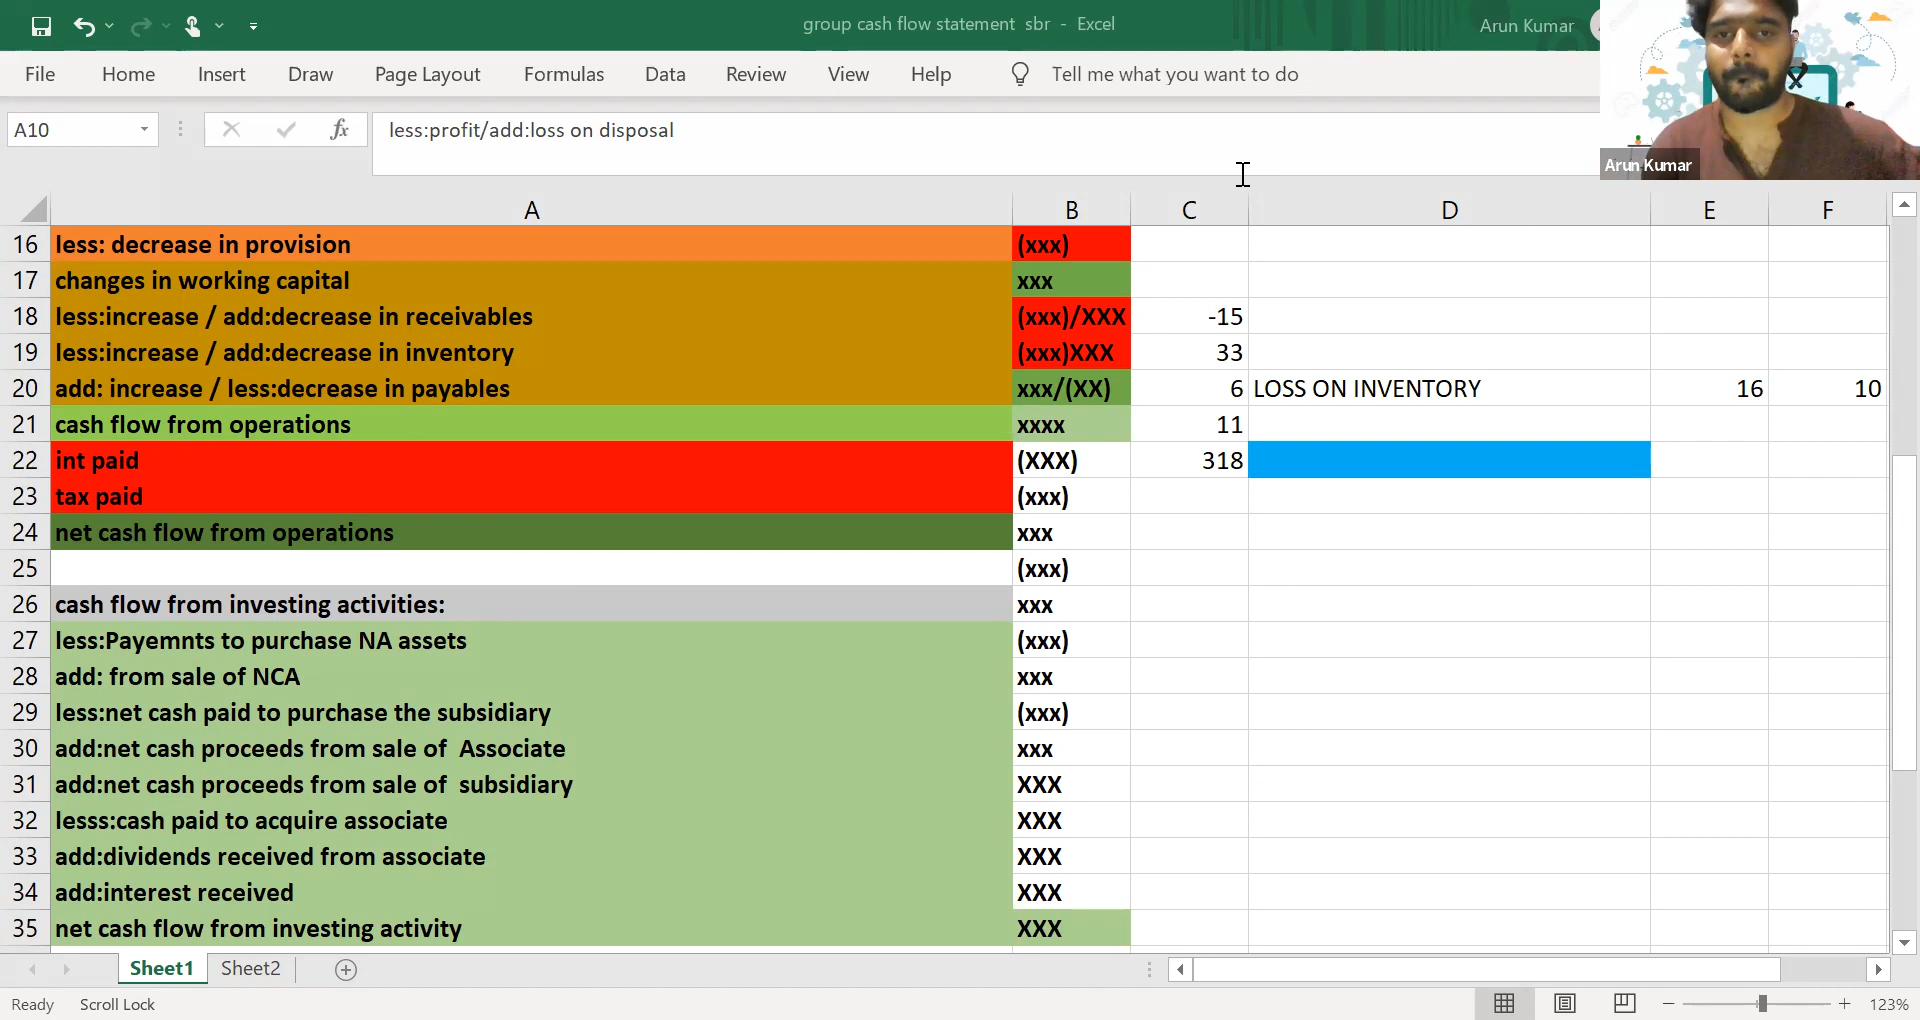 group cash flow statement sbr - Excel
Arun Kumar
File Home Insert Draw Page Layout Formulas Data Review View Help Tell me what you want to do
A10 fx less:profit/add:loss on disposal
Arun Kumar
A B C D E F
16 less: decrease in provision (xxx)
17 changes in working capital xxx
18 less:increase / add:decrease in receivables (xxx)/XXX -15
19 less:increase / add:decrease in inventory (xxx)XXX 33
20 add: increase / less:decrease in payables xxx/(XX) 6 LOSS ON INVENTORY 16 10
21 cash flow from operations xxxx 11
22 int paid (XXX) 318
23 tax paid (xxx)
24 net cash flow from operations xxx
25 (xxx)
26 cash flow from investing activities: xxx
27 less:Payemnts to purchase NA assets (xxx)
28 add: from sale of NCA xxx
29 less:net cash paid to purchase the subsidiary (xxx)
30 add:net cash proceeds from sale of Associate xxx
31 add:net cash proceeds from sale of subsidiary XXX
32 lesss:cash paid to acquire associate XXX
33 add:dividends received from associate XXX
34 add:interest received XXX
35 net cash flow from investing activity XXX
Sheet1 Sheet2
Ready Scroll Lock 123%